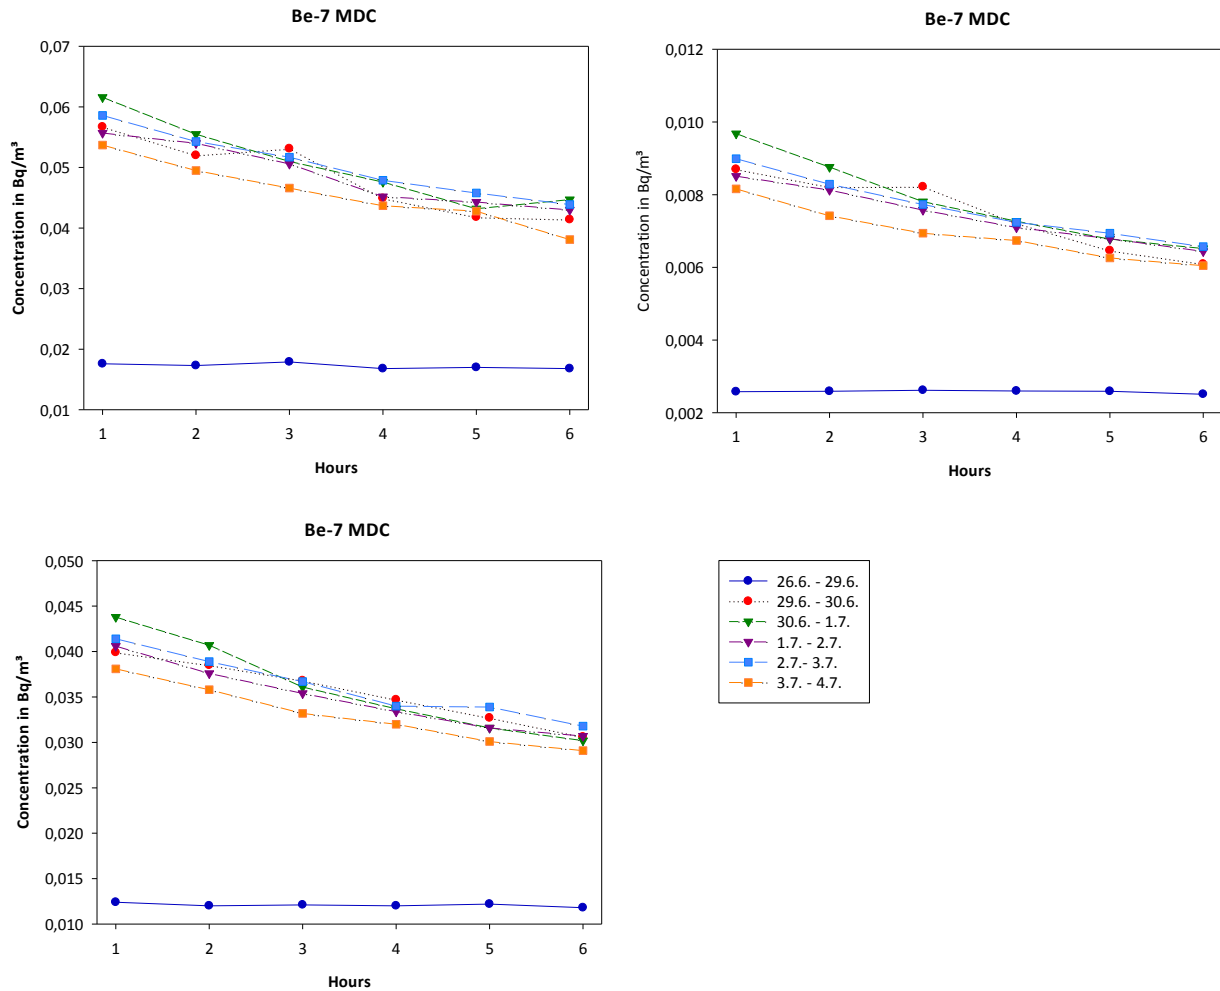 Be-7 MDC
0,07
0,06
0,05
0,04
0,03
0,02
0,01
Concentration in Bq/m³
1 2 3 4 5 6
Hours
Be-7 MDC
0,012
0,010
0,008
0,006
0,004
0,002
Concentration in Bq/m³
1 2 3 4 5 6
Hours
Be-7 MDC
0,050
0,045
0,040
0,035
0,030
0,025
0,020
0,015
0,010
Concentration in Bq/m³
1 2 3 4 5 6
Hours
26.6. - 29.6.
29.6. - 30.6.
30.6. - 1.7.
1.7. - 2.7.
2.7.- 3.7.
3.7. - 4.7.